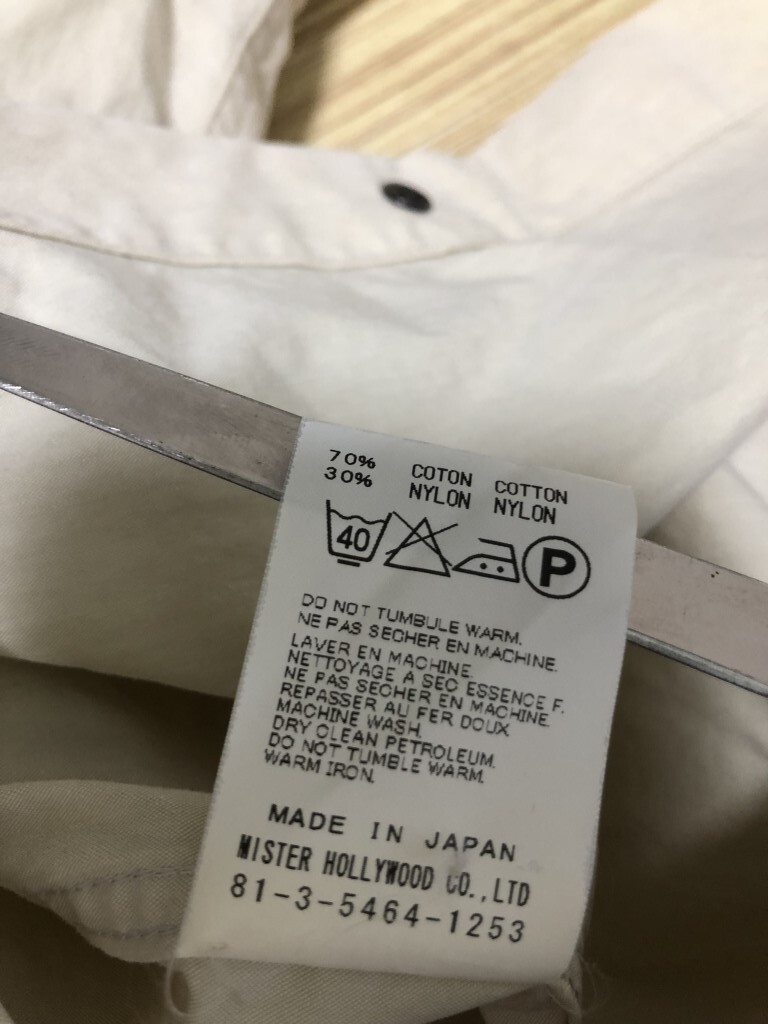 70% COTON COTTON
30% NYLON NYLON
40 P
DO NOT TUMBULE WARM.
NE PAS SECHER EN MACHINE.
LAVER EN MACHINE.
NETTOYAGE A SEC ESSENCE F.
NE PAS SECHER EN MACHINE.
REPASSER AU FER DOUX.
MACHINE WASH.
DRY CLEAN PETROLEUM.
DO NOT TUMBLE WARM.
WARM IRON.
MADE IN JAPAN
MISTER HOLLYWOOD CO.,LTD
81-3-5464-1253